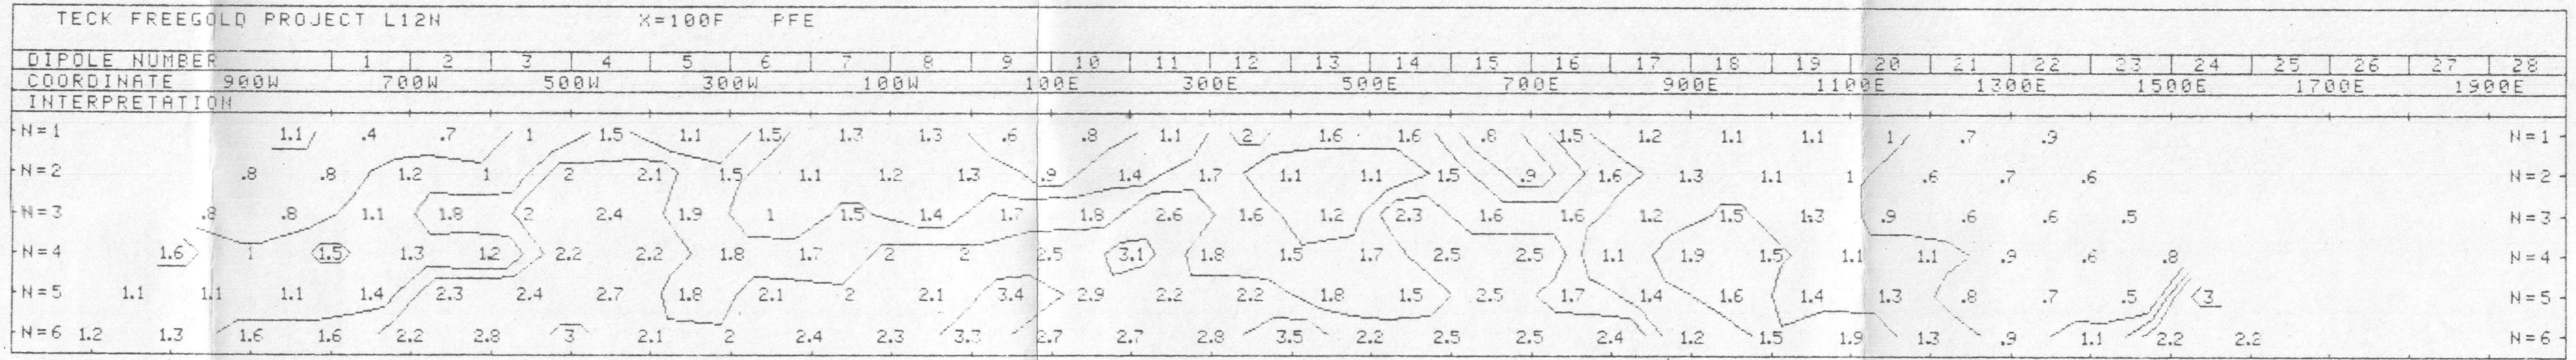 TECK FREEGOLD PROJECT L12N X=100F PFE
DIPOLE NUMBER 1 2 3 4 5 6 7 8 9 10 11 12 13 14 15 16 17 18 19 20 21 22 23 24 25 26 27 28
COORDINATE 900W 700W 500W 300W 100W 100E 300E 500E 700E 900E 1100E 1300E 1500E 1700E 1900E
INTERPRETATION
N=1 1.1 .4 .7 1 1.5 1.1 1.5 1.3 1.3 .6 .8 1.1 2 1.6 1.6 .8 1.5 1.2 1.1 1.1 1 .7 .9 N=1
N=2 .8 .8 1.2 1 2 2.1 1.5 1.1 1.2 1.3 .9 1.4 1.7 1.1 1.1 1.5 .9 1.6 1.3 1.1 1 .6 .7 .6 N=2
N=3 .8 .8 1.1 1.8 2 2.4 1.9 1 1.5 1.4 1.7 1.8 2.6 1.6 1.2 2.3 1.6 1.6 1.2 1.5 1.3 .9 .6 .6 .5 N=3
N=4 1.6 1 1.5 1.3 1.2 2.2 2.2 1.8 1.7 2 2 2.5 3.1 1.8 1.5 1.7 2.5 2.5 1.1 1.9 1.5 1.1 1.1 .9 .6 .8 N=4
N=5 1.1 1.1 1.1 1.4 2.3 2.4 2.7 1.8 2.1 2 2.1 3.4 2.9 2.2 2.2 1.8 1.5 2.5 1.7 1.4 1.6 1.4 1.3 .8 .7 .5 3 N=5
N=6 1.2 1.3 1.6 1.6 2.2 2.8 3 2.1 2 2.4 2.3 2.7 2.7 2.8 3.5 2.2 2.5 2.5 2.4 1.2 1.5 1.9 1.3 .9 1.1 2.2 2.2 N=6